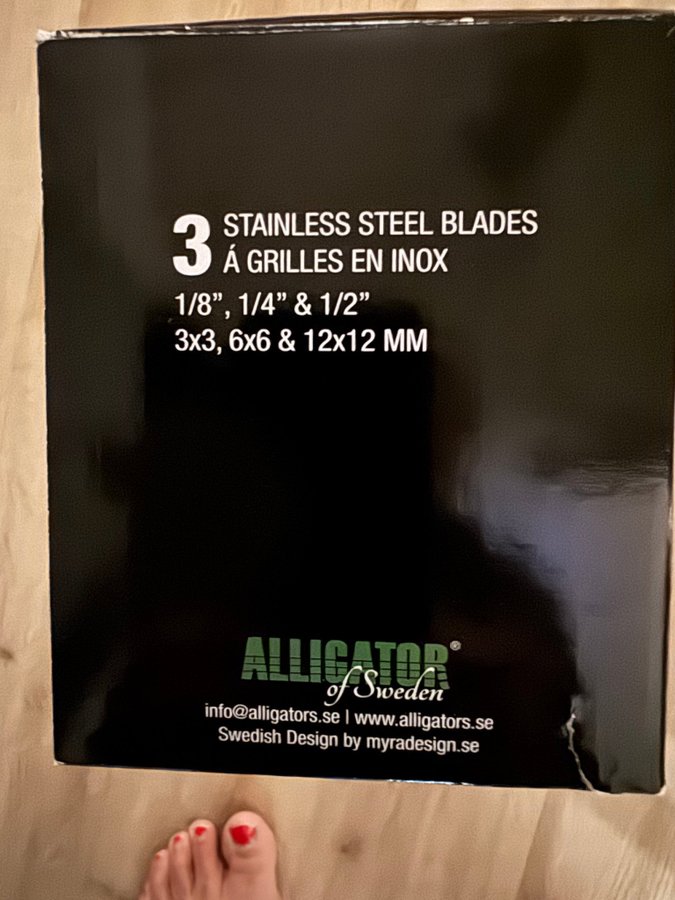 3 STAINLESS STEEL BLADES
Á GRILLES EN INOX
1/8”, 1/4” & 1/2”
3x3, 6x6 & 12x12 MM
ALLIGATOR®
of Sweden
info@alligators.se | www.alligators.se
Swedish Design by myradesign.se